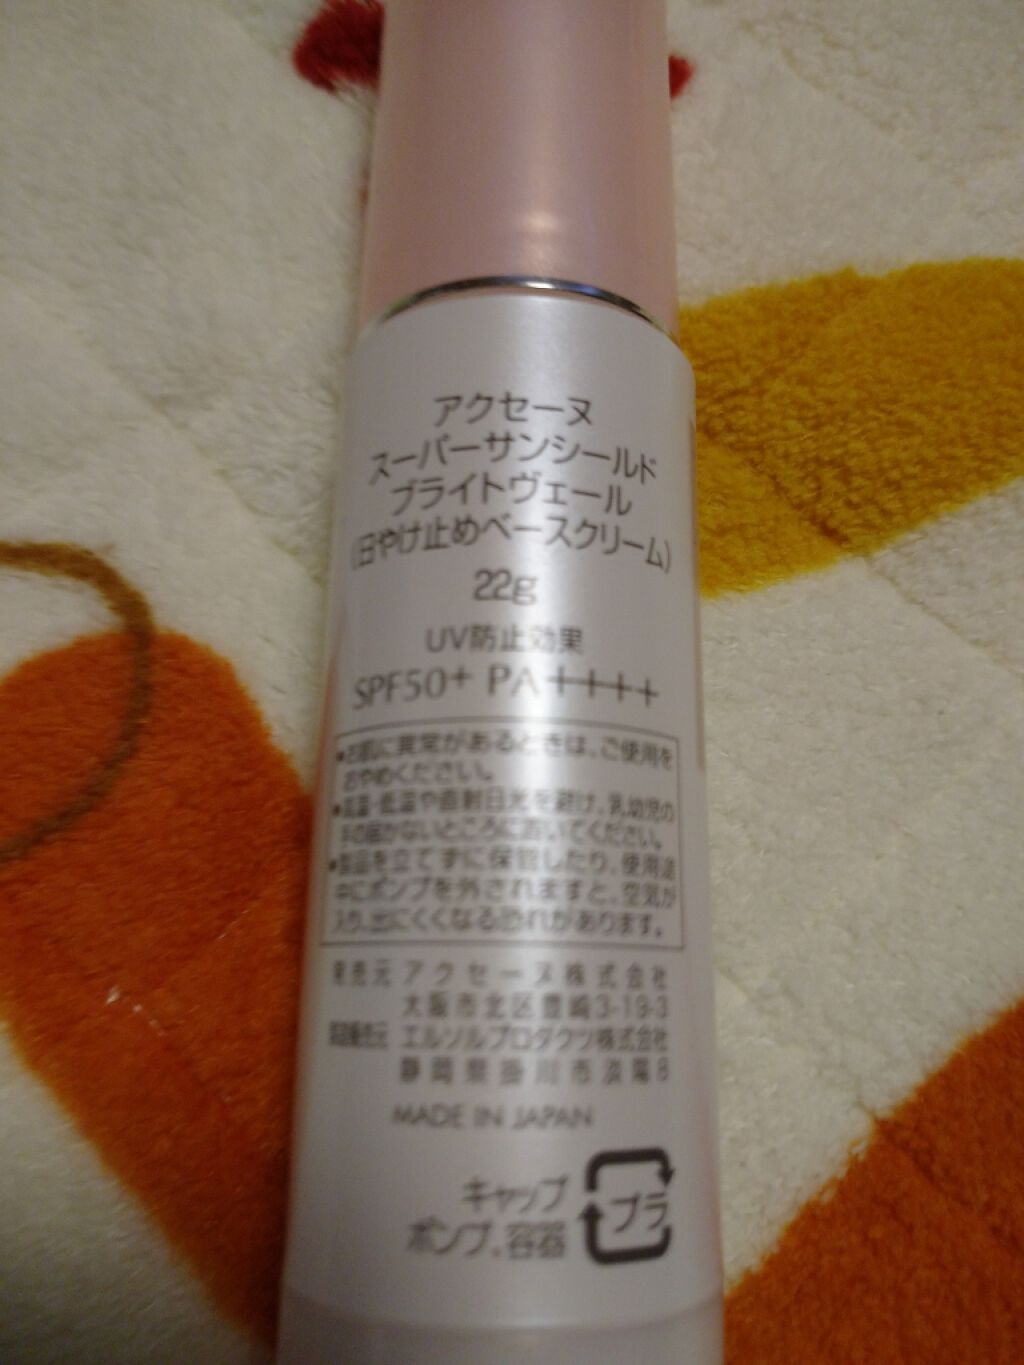 アクセーヌ
スーパーサンシールド
ブライトヴェール
(日やけ止めベースクリーム)
22g
UV防止効果
SPF50+ PA++++
•お肌に異常があるときは、ご使用を
おやめください。
•高温・低温や直射日光を避け、乳幼児の
手の届かないところに置いてください。
•製品を立てずに保管したり、使用途
中にポンプを外されますと、空気が
入り、出にくくなる恐れがあります。
発売元 アクセーヌ株式会社
大阪市北区豊崎3-19-3
製造販売元 エルソルプロダクツ株式会社
静岡県掛川市淡陽8
MADE IN JAPAN
キャップ
ポンプ、容器
プラ